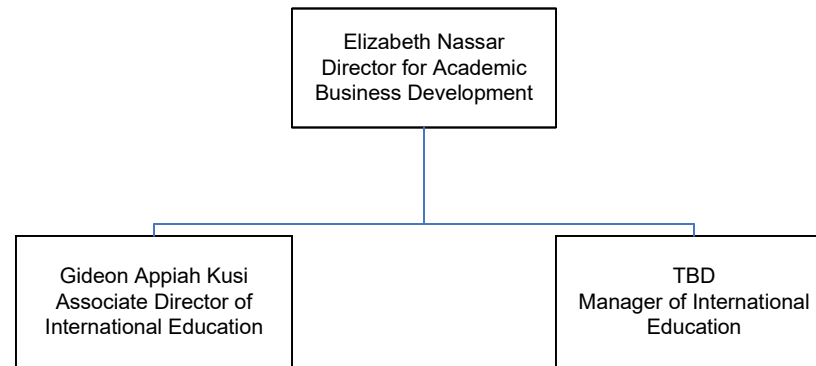 Elizabeth Nassar
Director for Academic
Business Development
Gideon Appiah Kusi
Associate Director of
International Education
TBD
Manager of International
Education